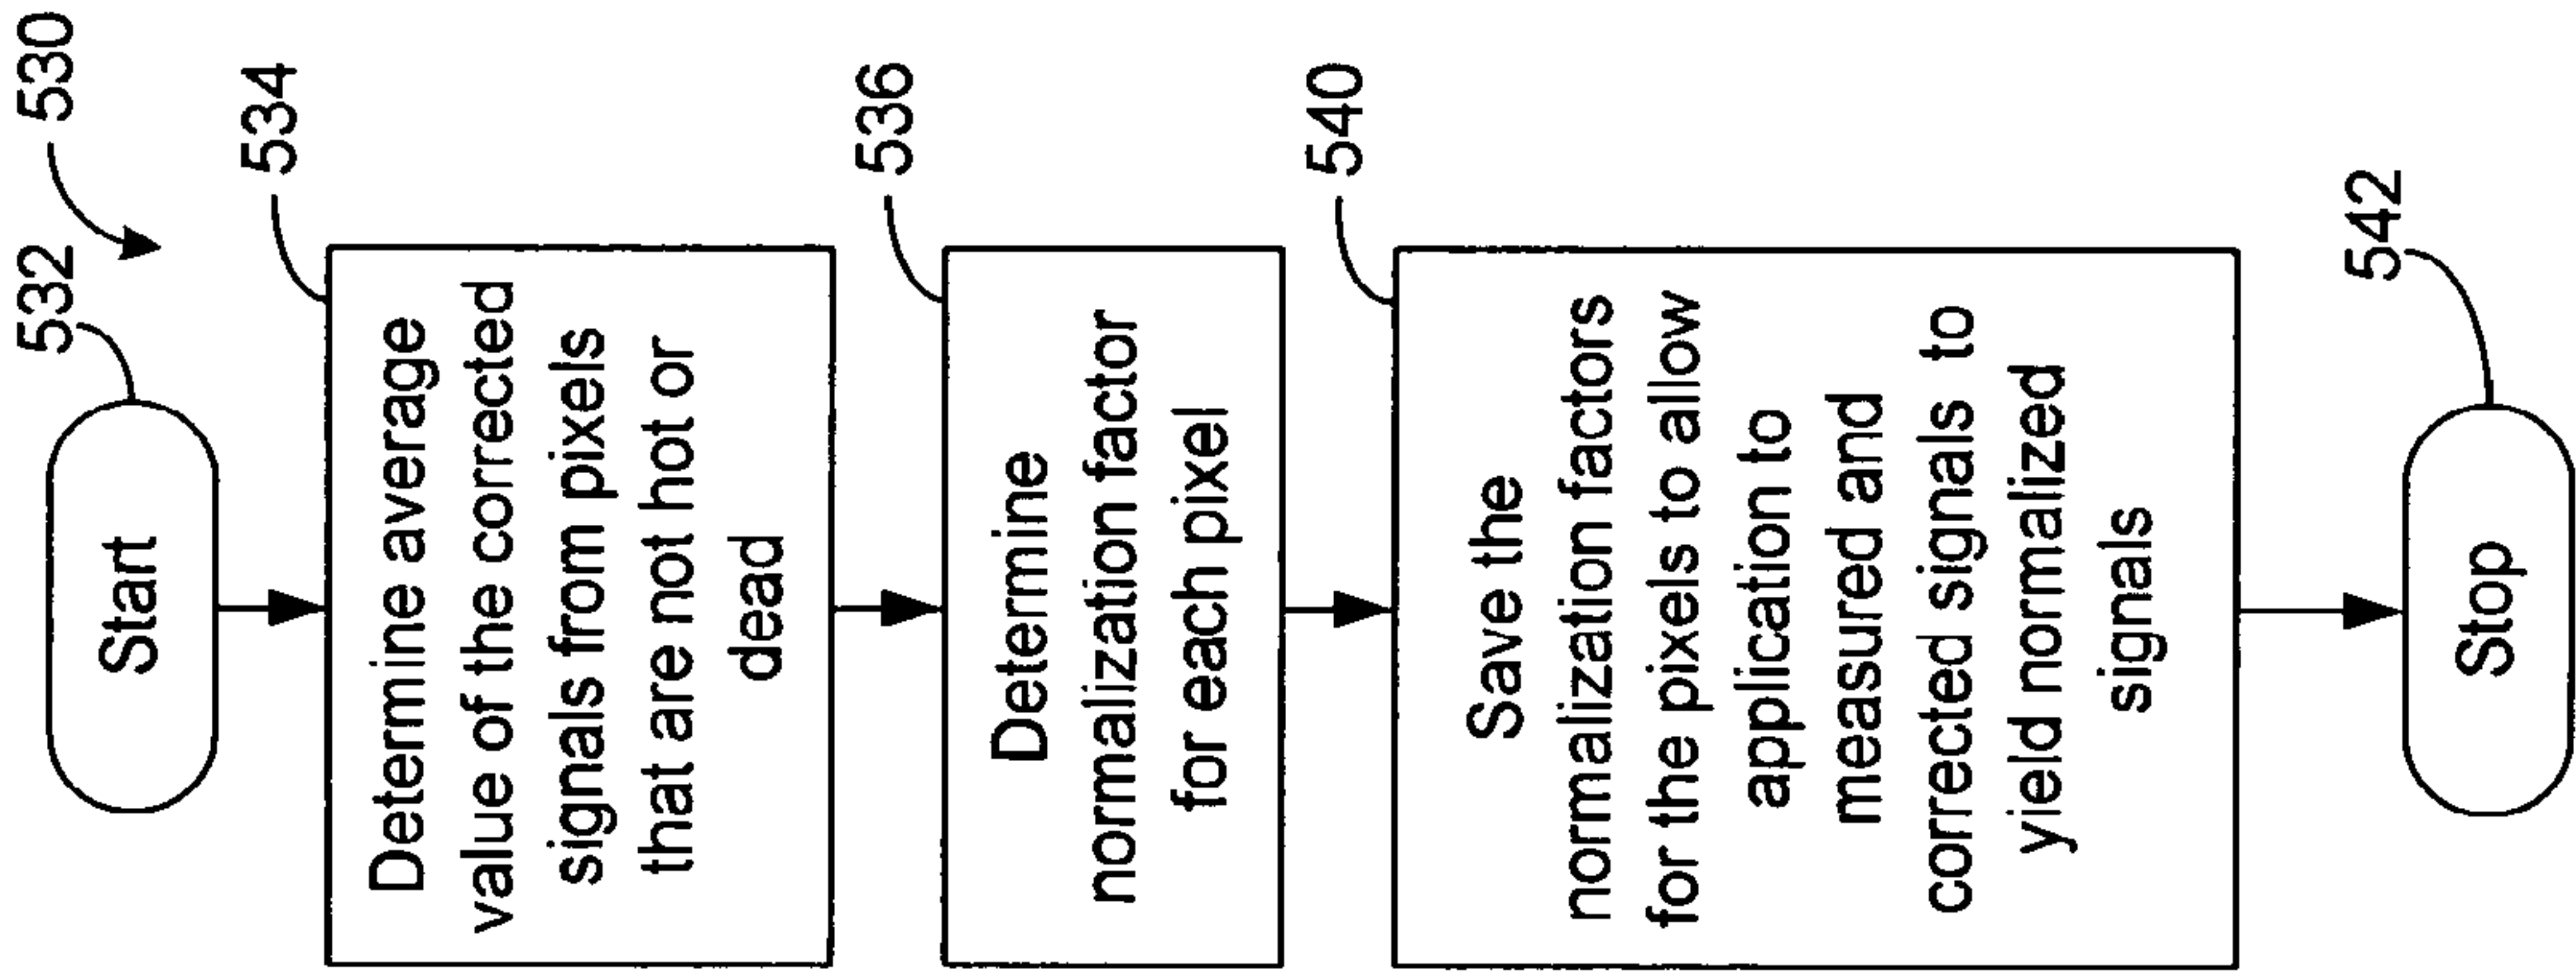 530
532
Start
534
Determine average
value of the corrected
signals from pixels
that are not hot or
dead
536
Determine
normalization factor
for each pixel
540
Save the
normalization factors
for the pixels to allow
application to
measured and
corrected signals to
yield normalized
signals
542
Stop